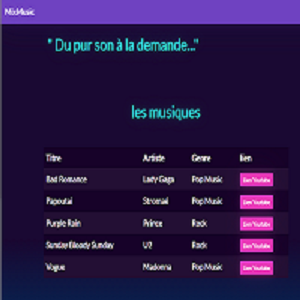 MixMusic
" Du pur son à la demande..."
les musiques
Titre Artiste Genre lien
Bad Romance Lady Gaga Pop Music Lien Youtube
Papoutai Stromaé Pop Music Lien Youtube
Purple Rain Prince Rock Lien Youtube
Sunday Bloody Sunday U2 Rock Lien Youtube
Vogue Madonna Pop Music Lien Youtube